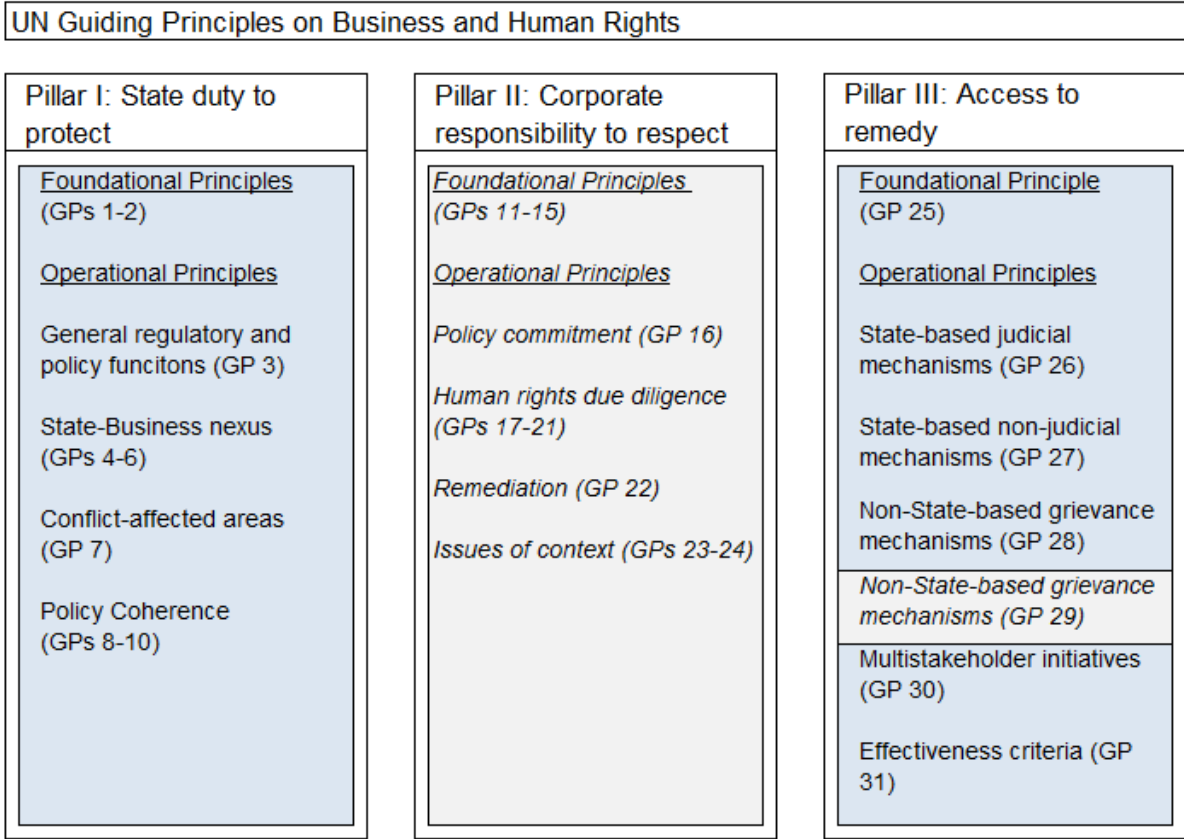 UN Guiding Principles on Business and Human Rights
Pillar I: State duty to
protect
Foundational Principles
(GPs 1-2)
Operational Principles
General regulatory and
policy funcitons (GP 3)
State-Business nexus
(GPs 4-6)
Conflict-affected areas
(GP 7)
Policy Coherence
(GPs 8-10)
Pillar II: Corporate
responsibility to respect
Foundational Principles
(GPs 11-15)
Operational Principles
Policy commitment (GP 16)
Human rights due diligence
(GPs 17-21)
Remediation (GP 22)
Issues of context (GPs 23-24)
Pillar III: Access to
remedy
Foundational Principle
(GP 25)
Operational Principles
State-based judicial
mechanisms (GP 26)
State-based non-judicial
mechanisms (GP 27)
Non-State-based grievance
mechanisms (GP 28)
Non-State-based grievance
mechanisms (GP 29)
Multistakeholder initiatives
(GP 30)
Effectiveness criteria (GP
31)